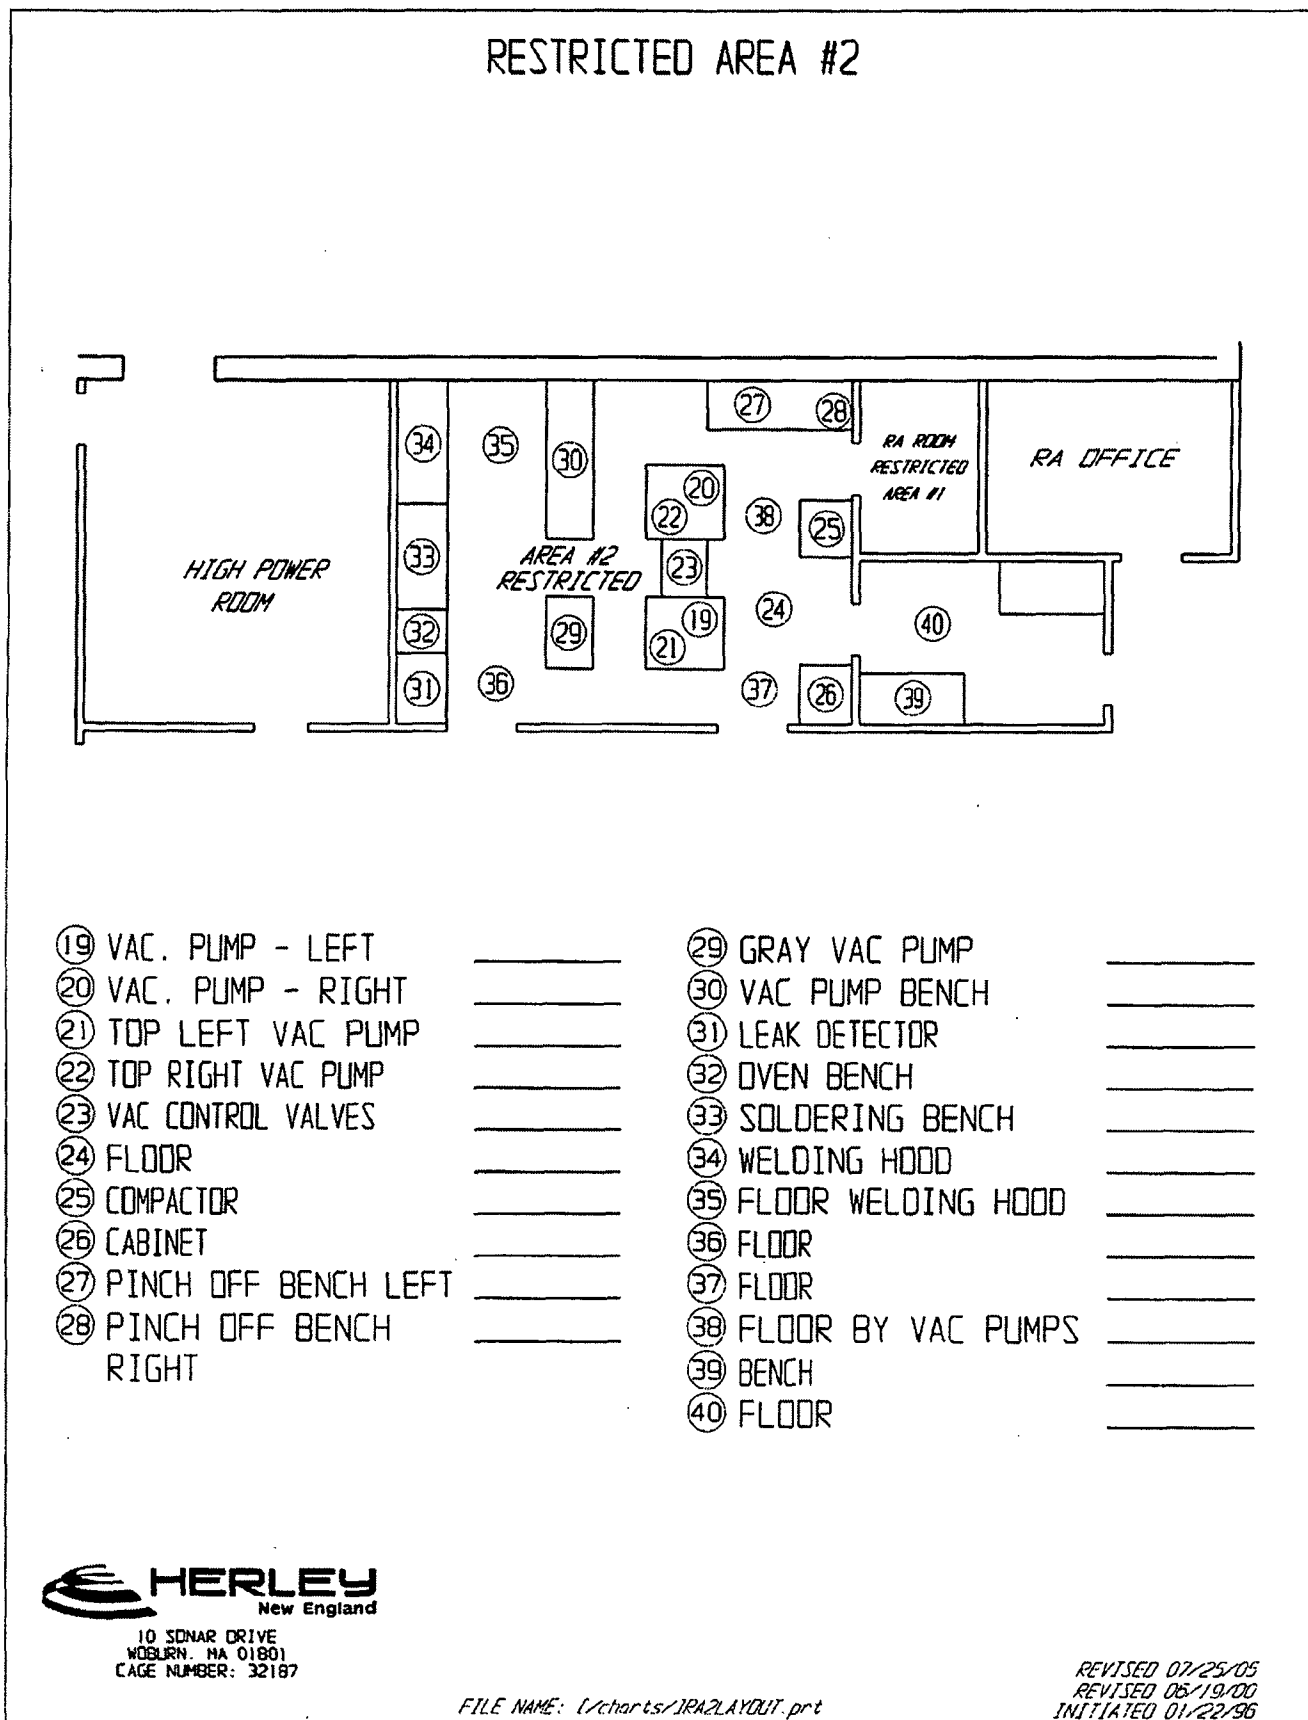 RESTRICTED AREA #2
27
28
34
35
30
RA ROOM
RESTRICTED
AREA #1
RA OFFICE
20
22
38
25
33
HIGH POWER
ROOM
AREA #2
RESTRICTED
23
32
29
19
21
24
40
31
36
37
26
39
19 VAC. PUMP - LEFT
20 VAC. PUMP - RIGHT
21 TOP LEFT VAC PUMP
22 TOP RIGHT VAC PUMP
23 VAC CONTROL VALVES
24 FLOOR
25 COMPACTOR
26 CABINET
27 PINCH OFF BENCH LEFT
28 PINCH OFF BENCH
RIGHT
29 GRAY VAC PUMP
30 VAC PUMP BENCH
31 LEAK DETECTOR
32 OVEN BENCH
33 SOLDERING BENCH
34 WELDING HOOD
35 FLOOR WELDING HOOD
36 FLOOR
37 FLOOR
38 FLOOR BY VAC PUMPS
39 BENCH
40 FLOOR
HERLEY
New England
10 SONAR DRIVE
WOBURN. MA 01801
CAGE NUMBER: 32187
FILE NAME: [/charts/]RA2LAYOUT.prt
REVISED 07/25/05
REVISED 06/19/00
INITIATED 01/22/96